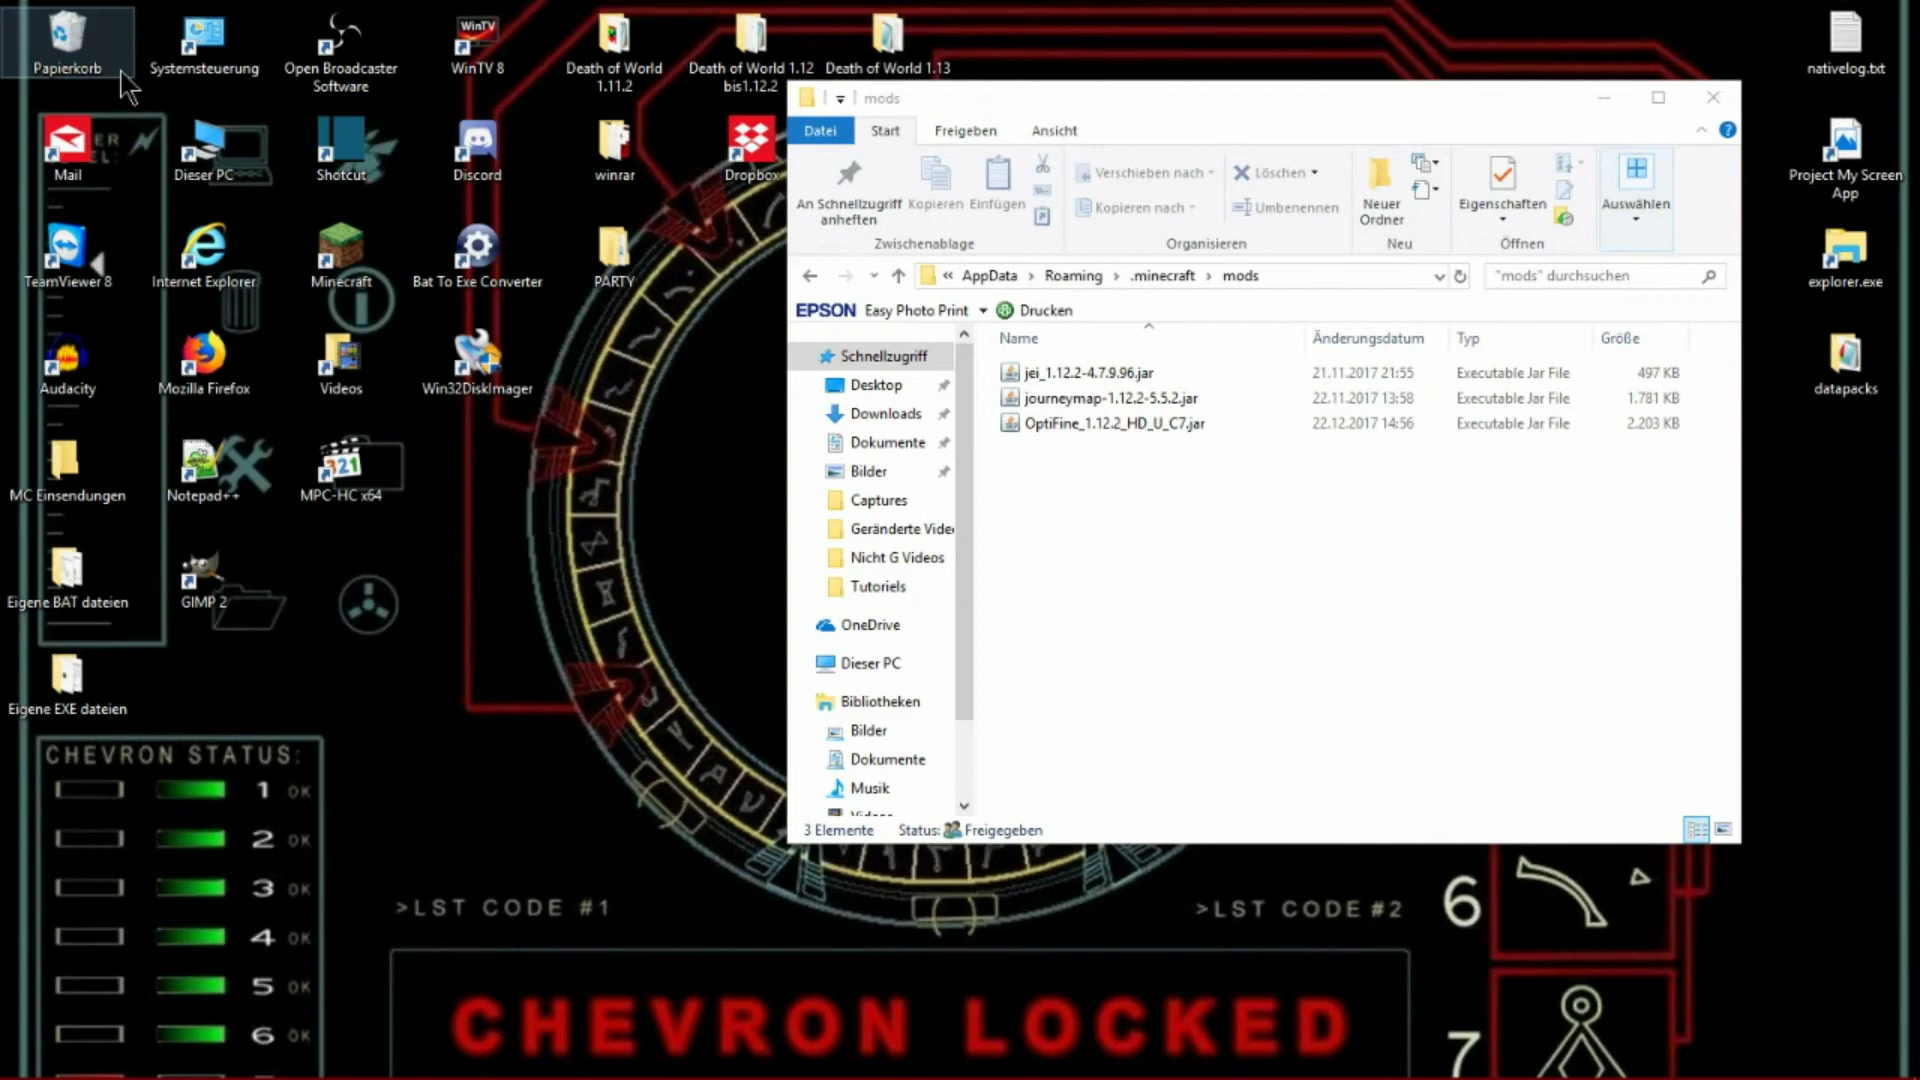 Papierkorb
Systemsteuerung
Open Broadcaster
Software
WinTV
WinTV 8
Death of World
1.11.2
Death of World 1.12
bis1.12.2
Death of World 1.13
nativelog.txt
Mail
Dieser PC
Shotcut
Discord
winrar
Dropbox
Project My Screen
App
TeamViewer 8
Internet Explorer
Minecraft
Bat To Exe Converter
PARTY
explorer.exe
Audacity
Mozilla Firefox
Videos
Win32DiskImager
datapacks
MC Einsendungen
Notepad++
321
MPC-HC x64
Eigene BAT dateien
GIMP 2
Eigene EXE dateien
mods
Datei
Start
Freigeben
Ansicht
An Schnellzugriff
anheften
Kopieren
Einfügen
Verschieben nach
Kopieren nach
Löschen
Umbenennen
Neuer
Ordner
Eigenschaften
Auswählen
Zwischenablage
Organisieren
Neu
Öffnen
« AppData › Roaming › .minecraft › mods
"mods" durchsuchen
EPSON Easy Photo Print
Drucken
Name Änderungsdatum Typ Größe
jei_1.12.2-4.7.9.96.jar 21.11.2017 21:55 Executable Jar File 497 KB
journeymap-1.12.2-5.5.2.jar 22.11.2017 13:58 Executable Jar File 1.781 KB
OptiFine_1.12.2_HD_U_C7.jar 22.12.2017 14:56 Executable Jar File 2.203 KB
Schnellzugriff
Desktop
Downloads
Dokumente
Bilder
Captures
Geränderte Video
Nicht G Videos
Tutoriels
OneDrive
Dieser PC
Bibliotheken
Bilder
Dokumente
Musik
Videos
3 Elemente
Status: Freigegeben
CHEVRON STATUS:
1 OK
2 OK
3 OK
4 OK
5 OK
6 OK
>LST CODE #1
>LST CODE #2
6
CHEVRON LOCKED
7